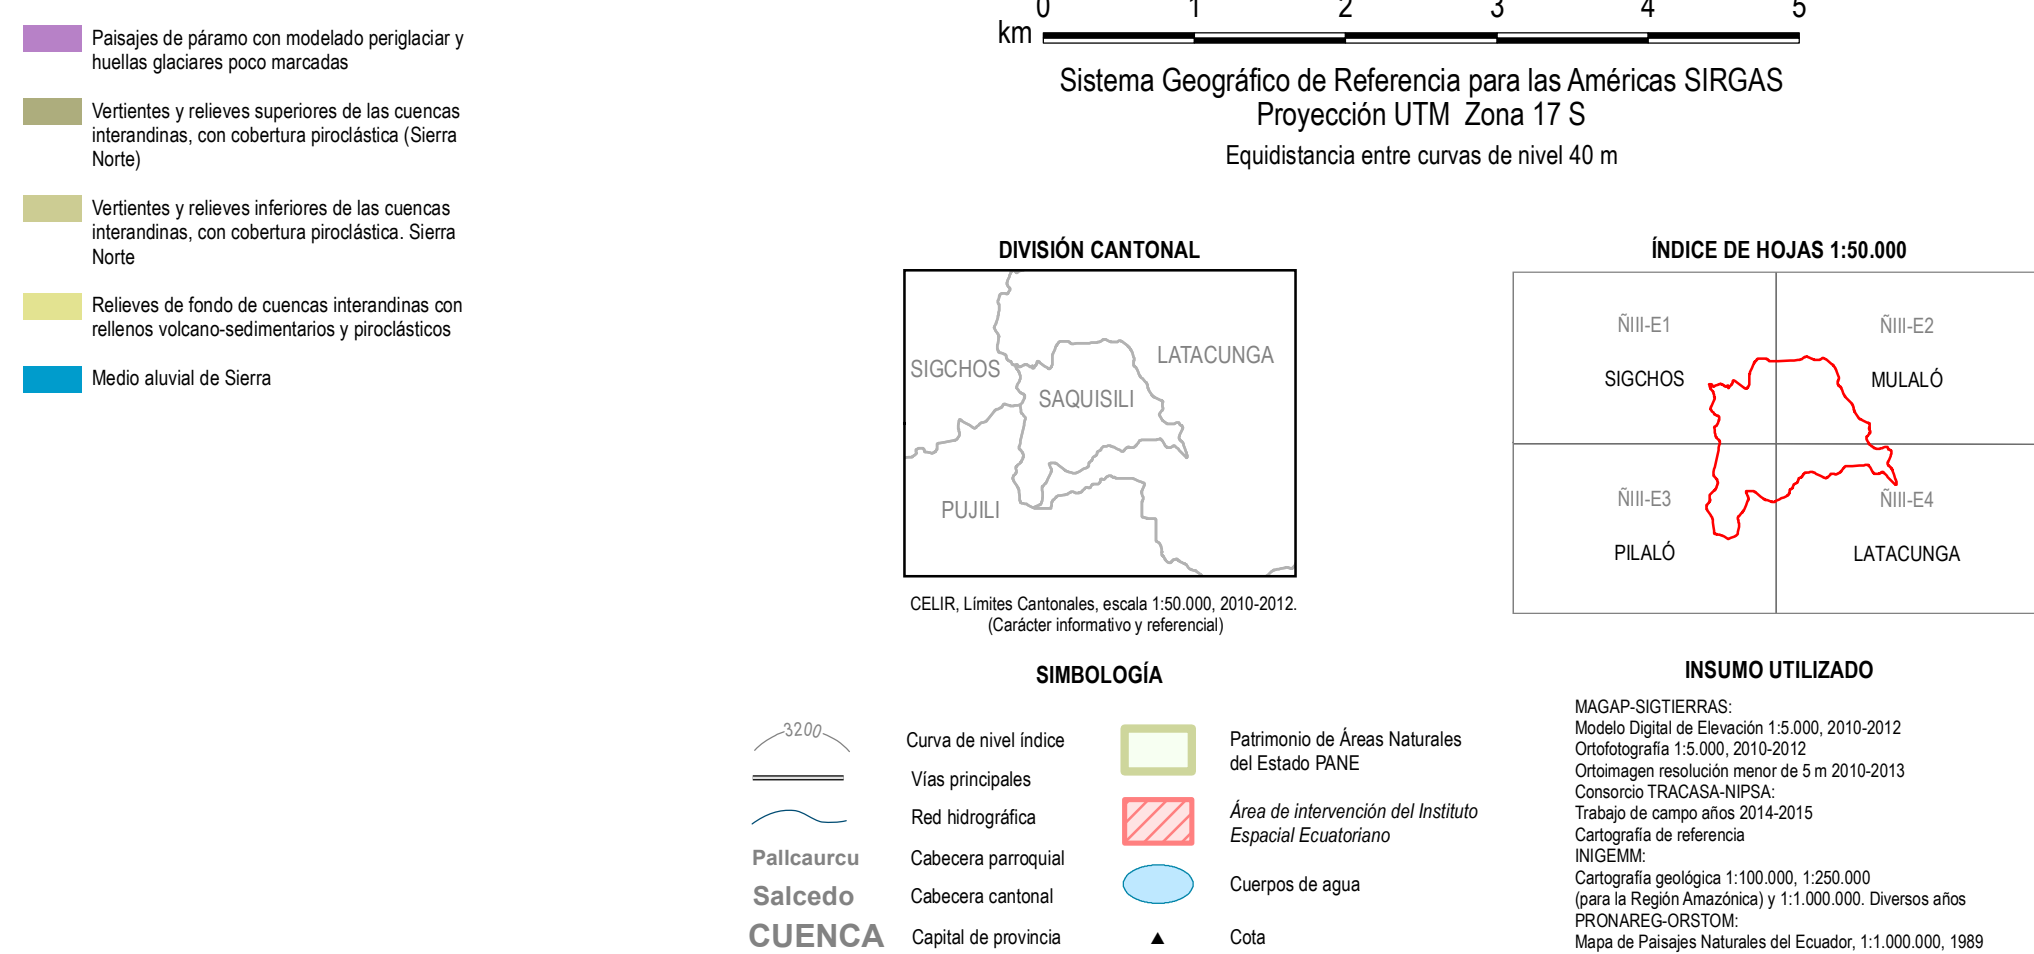 Paisajes de páramo con modelado periglaciar y
huellas glaciares poco marcadas
Vertientes y relieves superiores de las cuencas
interandinas, con cobertura piroclástica (Sierra
Norte)
Vertientes y relieves inferiores de las cuencas
interandinas, con cobertura piroclástica. Sierra
Norte
Relieves de fondo de cuencas interandinas con
rellenos volcano-sedimentarios y piroclásticos
Medio aluvial de Sierra
0 1 2 3 4 5
km
Sistema Geográfico de Referencia para las Américas SIRGAS
Proyección UTM Zona 17 S
Equidistancia entre curvas de nivel 40 m
DIVISIÓN CANTONAL
SIGCHOS
LATACUNGA
SAQUISILI
PUJILI
CELIR, Límites Cantonales, escala 1:50.000, 2010-2012.
(Carácter informativo y referencial)
ÍNDICE DE HOJAS 1:50.000
ÑIII-E1
SIGCHOS
ÑIII-E2
MULALÓ
ÑIII-E3
PILALÓ
ÑIII-E4
LATACUNGA
SIMBOLOGÍA
3200
Curva de nivel índice
Vías principales
Red hidrográfica
Pallcaurcu Cabecera parroquial
Salcedo Cabecera cantonal
CUENCA Capital de provincia
Patrimonio de Áreas Naturales
del Estado PANE
Área de intervención del Instituto
Espacial Ecuatoriano
Cuerpos de agua
Cota
INSUMO UTILIZADO
MAGAP-SIGTIERRAS:
Modelo Digital de Elevación 1:5.000, 2010-2012
Ortofotografía 1:5.000, 2010-2012
Ortoimagen resolución menor de 5 m 2010-2013
Consorcio TRACASA-NIPSA:
Trabajo de campo años 2014-2015
Cartografía de referencia
INIGEMM:
Cartografía geológica 1:100.000, 1:250.000
(para la Región Amazónica) y 1:1.000.000. Diversos años
PRONAREG-ORSTOM:
Mapa de Paisajes Naturales del Ecuador, 1:1.000.000, 1989